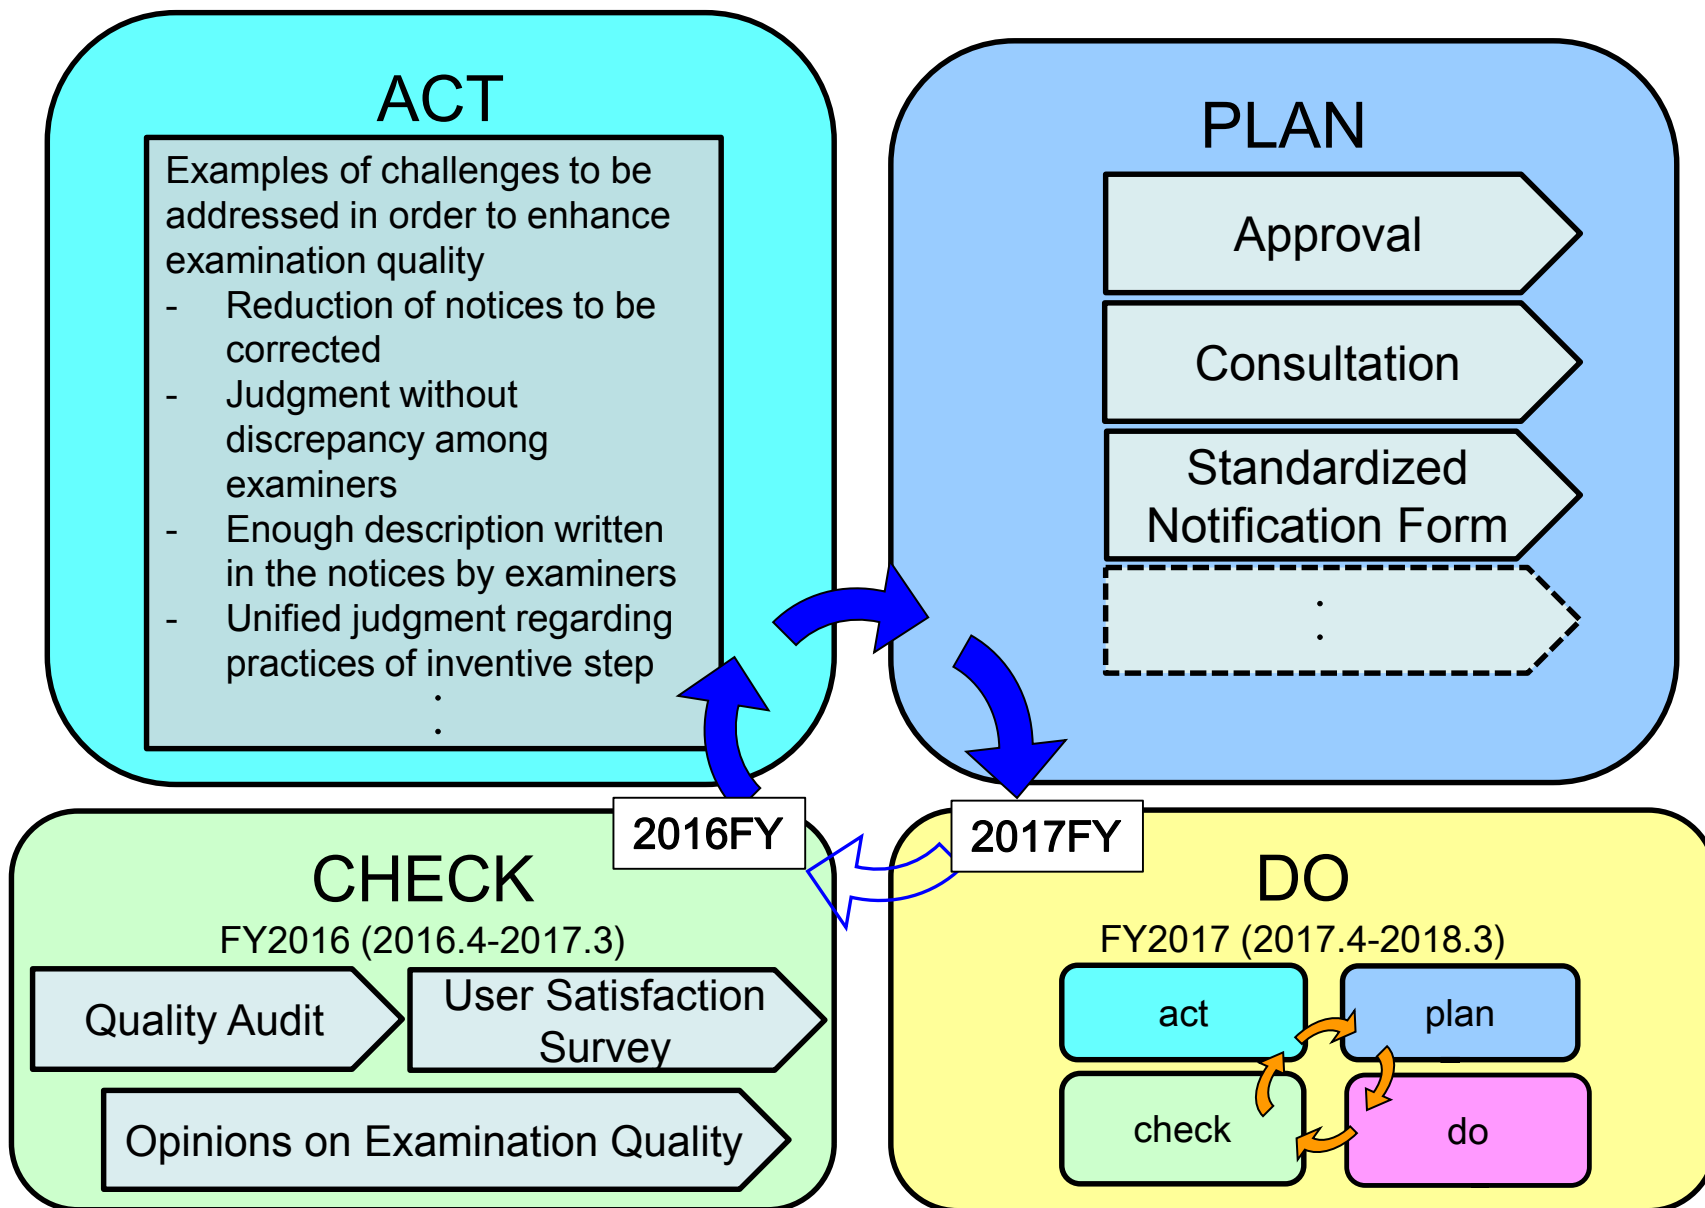 ACT
Examples of challenges to be
addressed in order to enhance
examination quality
- Reduction of notices to be
corrected
- Judgment without
discrepancy among
examiners
- Enough description written
in the notices by examiners
- Unified judgment regarding
practices of inventive step
.
.
PLAN
Approval
Consultation
Standardized
Notification Form
.
.
2016FY
2017FY
CHECK
FY2016 (2016.4-2017.3)
Quality Audit
User Satisfaction
Survey
Opinions on Examination Quality
DO
FY2017 (2017.4-2018.3)
act
plan
check
do